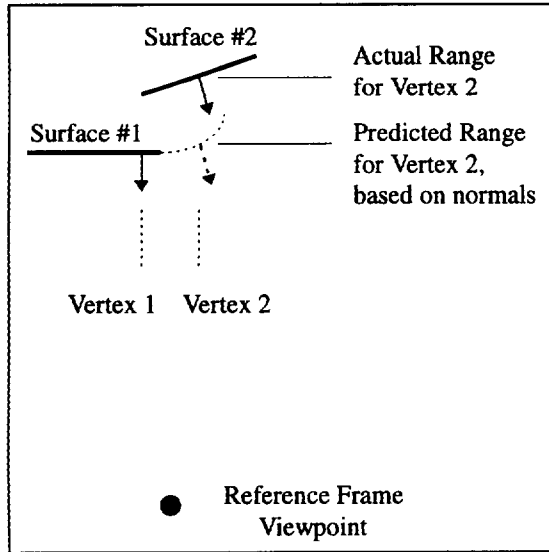 Surface #2
Actual Range
for Vertex 2
Surface #1
Predicted Range
for Vertex 2,
based on normals
Vertex 1
Vertex 2
Reference Frame
Viewpoint